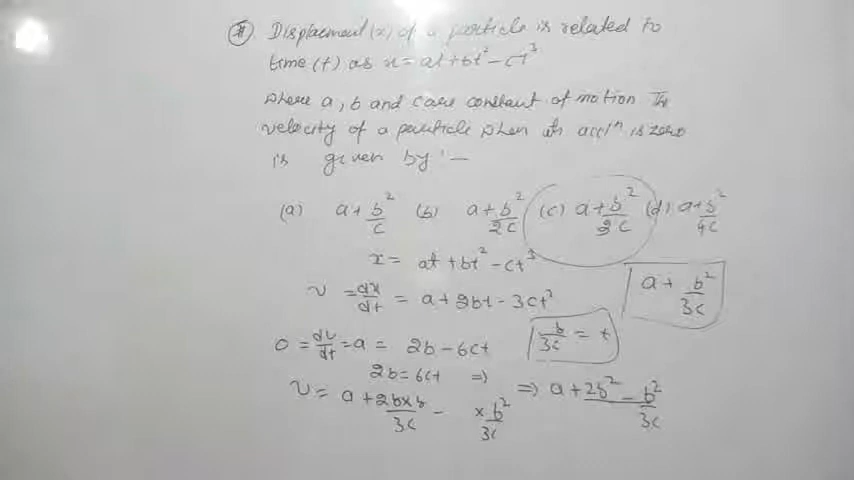 # Displacment (x) of a particle is related to
time (t) as x = at + bt² - ct³
where a, b and c are constant of motion The
velocity of a particle when its accⁿ is zero
is given by :-
(a) a + b²/c (b) a + b²/2c (c) a + b²/3c (d) a + b²/4c
x = at + bt² - ct³
v = dx/dt = a + 2bt - 3ct²
a + b²/3c
0 = dv/dt = a = 2b - 6ct
b/3c = t
2b = 6ct ⇒
v = a + 2b×b/3c - × b²/3c ⇒ a + 2b² - b²/3c